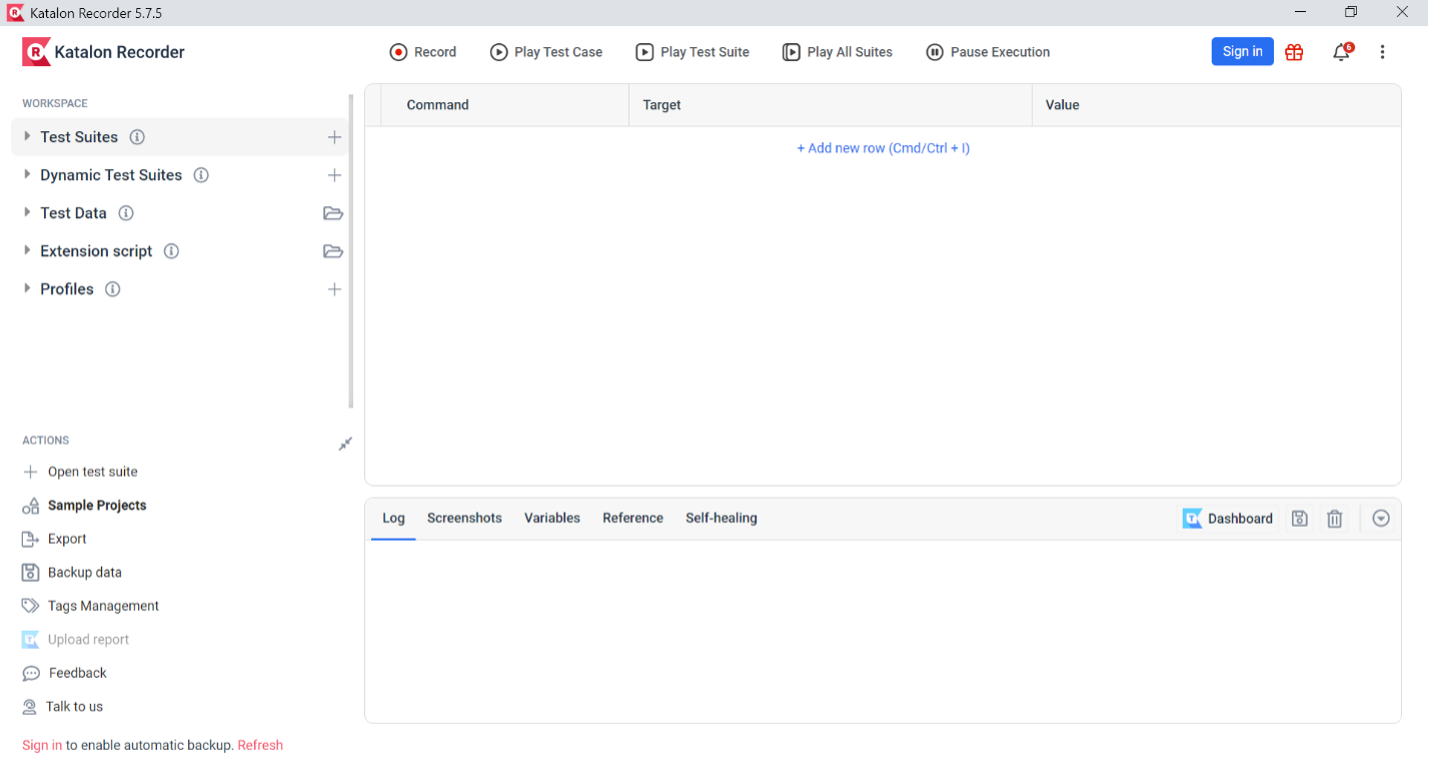 Katalon Recorder 5.7.5
Katalon Recorder
Record Play Test Case Play Test Suite Play All Suites Pause Execution Sign in 6
WORKSPACE
Test Suites
Dynamic Test Suites
Test Data
Extension script
Profiles
Command Target Value
+ Add new row (Cmd/Ctrl + I)
ACTIONS
Open test suite
Sample Projects
Export
Backup data
Tags Management
Upload report
Feedback
Talk to us
Sign in to enable automatic backup. Refresh
Log Screenshots Variables Reference Self-healing Dashboard